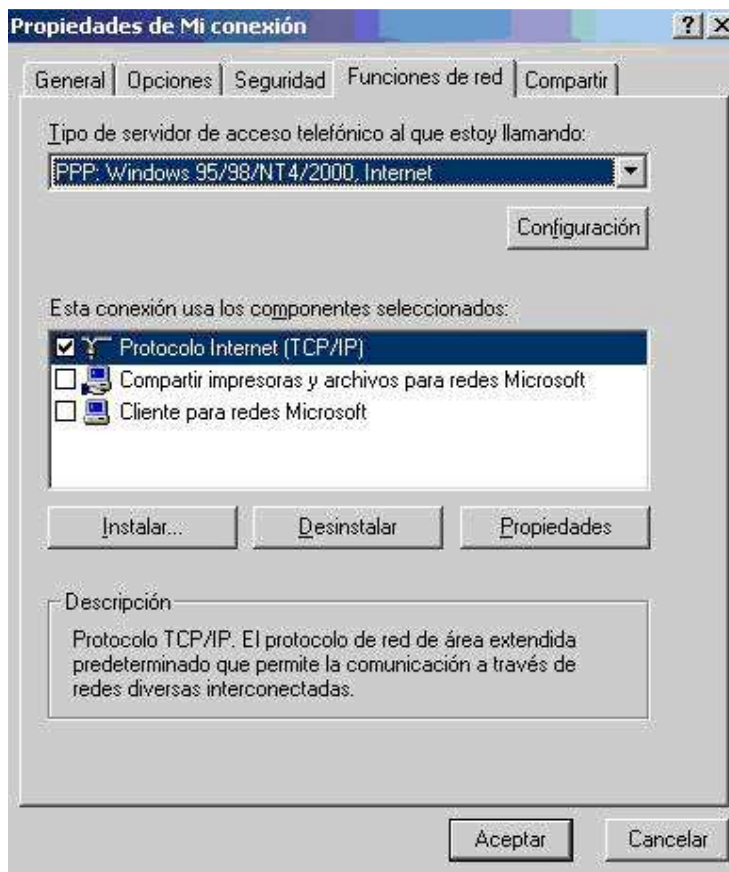 Propiedades de Mi conexión
General Opciones Seguridad Funciones de red Compartir
Tipo de servidor de acceso telefónico al que estoy llamando:
PPP: Windows 95/98/NT4/2000, Internet
Configuración
Esta conexión usa los componentes seleccionados:
Protocolo Internet (TCP/IP)
Compartir impresoras y archivos para redes Microsoft
Cliente para redes Microsoft
Instalar... Desinstalar Propiedades
Descripción
Protocolo TCP/IP. El protocolo de red de área extendida
predeterminado que permite la comunicación a través de
redes diversas interconectadas.
Aceptar Cancelar